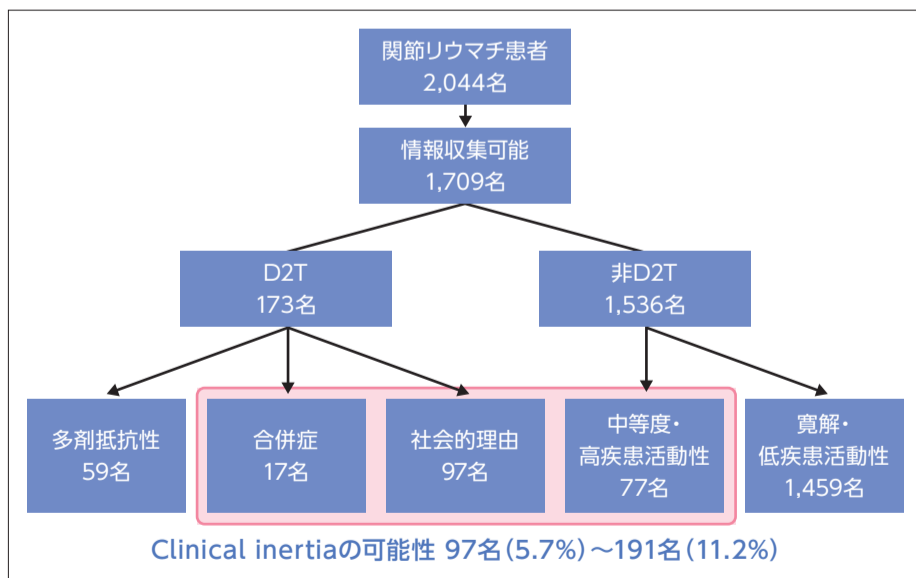 関節リウマチ患者
2,044名
情報収集可能
1,709名
D2T
173名
非D2T
1,536名
多剤抵抗性
59名
合併症
17名
社会的理由
97名
中等度・
高疾患活動性
77名
寛解・
低疾患活動性
1,459名
Clinical inertiaの可能性 97名(5.7%)〜191名(11.2%)